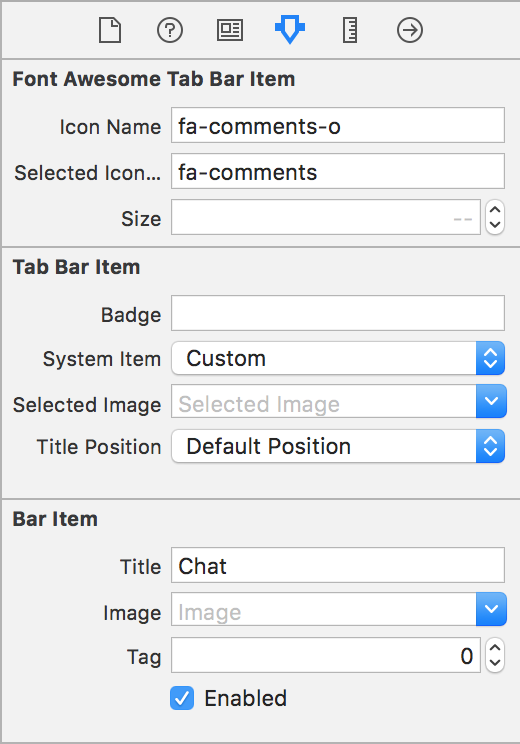 Font Awesome Tab Bar Item
Icon Name fa-comments-o
Selected Icon... fa-comments
Size --
Tab Bar Item
Badge
System Item Custom
Selected Image Selected Image
Title Position Default Position
Bar Item
Title Chat
Image Image
Tag 0
Enabled